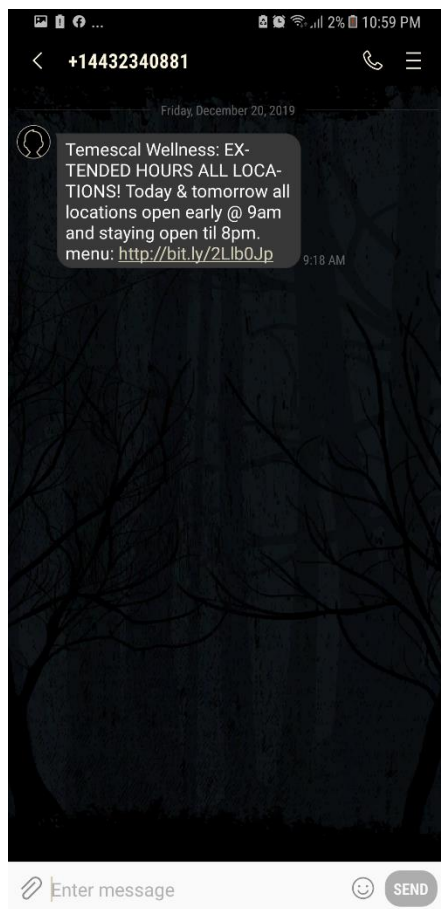 ... 2% 10:59 PM
+14432340881
Friday, December 20, 2019
Temescal Wellness: EX-
TENDED HOURS ALL LOCA-
TIONS! Today & tomorrow all
locations open early @ 9am
and staying open til 8pm.
menu: http://bit.ly/2Llb0Jp
9:18 AM
Enter message
SEND